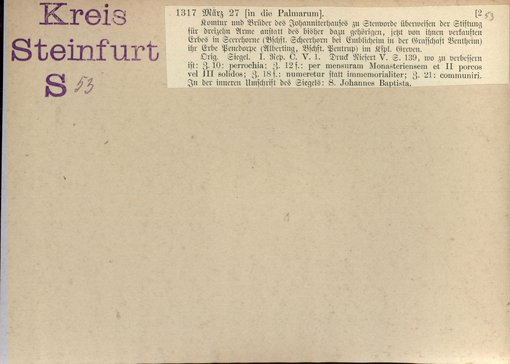 Kreis
Steinfurt
S 53
1317 März 27 [in die Palmarum]. [2 53
Komtur und Brüder des Johanniterhauses zu Stenvorde überweisen der Stiftung
für dreizehn Arme anstatt des bisher dazu gehörigen, jetzt von ihnen verkauften
Erbes in Scerehorne (Bschft. Scheerhorn bei Emblicheim in der Grafschaft Bentheim)
ihr Erbe Penedorpe (Alberting, Bschft. Pentrup) im Kspl. Greven.
Orig. Siegel. I. Rep. C. V. 1. Druck Niesert V. S. 139, wo zu verbessern
ist: Z. 10: perrochia; Z. 12 f.: per mensuram Monasteriensem et II porcos
vel III solidos; Z. 18 f.: numeretur statt immemorialiter; Z. 21: communiri.
In der inneren Umschrift des Siegels: S. Johannes Baptista.